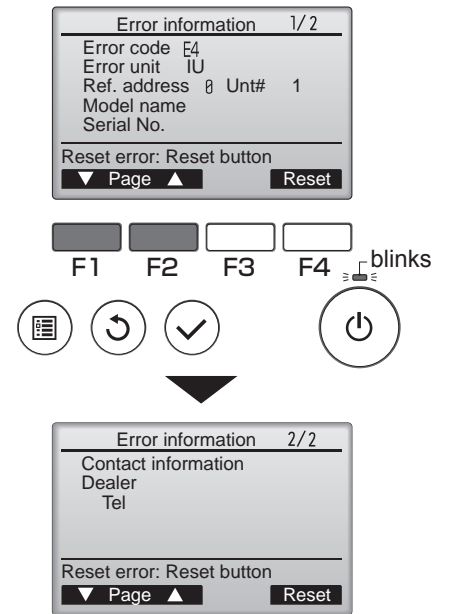 Error information 1/2
Error code E4
Error unit IU
Ref. address 0 Unt# 1
Model name
Serial No.
Reset error: Reset button
▼ Page ▲ Reset
F1 F2 F3 F4 blinks
Error information 2/2
Contact information
Dealer
Tel
Reset error: Reset button
▼ Page ▲ Reset